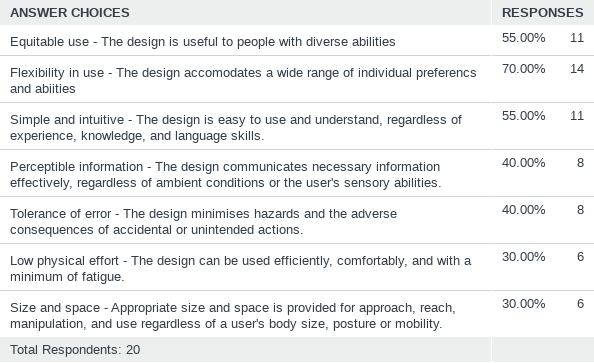 ANSWER CHOICES RESPONSES
Equitable use - The design is useful to people with diverse abilities 55.00% 11
Flexibility in use - The design accomodates a wide range of individual preferencs 70.00% 14
and abiities
Simple and intuitive - The design is easy to use and understand, regardless of 55.00% 11
experience, knowledge, and language skills.
Perceptible information - The design communicates necessary information 40.00% 8
effectively, regardless of ambient conditions or the user's sensory abilities.
Tolerance of error - The design minimises hazards and the adverse 40.00% 8
consequences of accidental or unintended actions.
Low physical effort - The design can be used efficiently, comfortably, and with a 30.00% 6
minimum of fatigue.
Size and space - Appropriate size and space is provided for approach, reach, 30.00% 6
manipulation, and use regardless of a user's body size, posture or mobility.
Total Respondents: 20